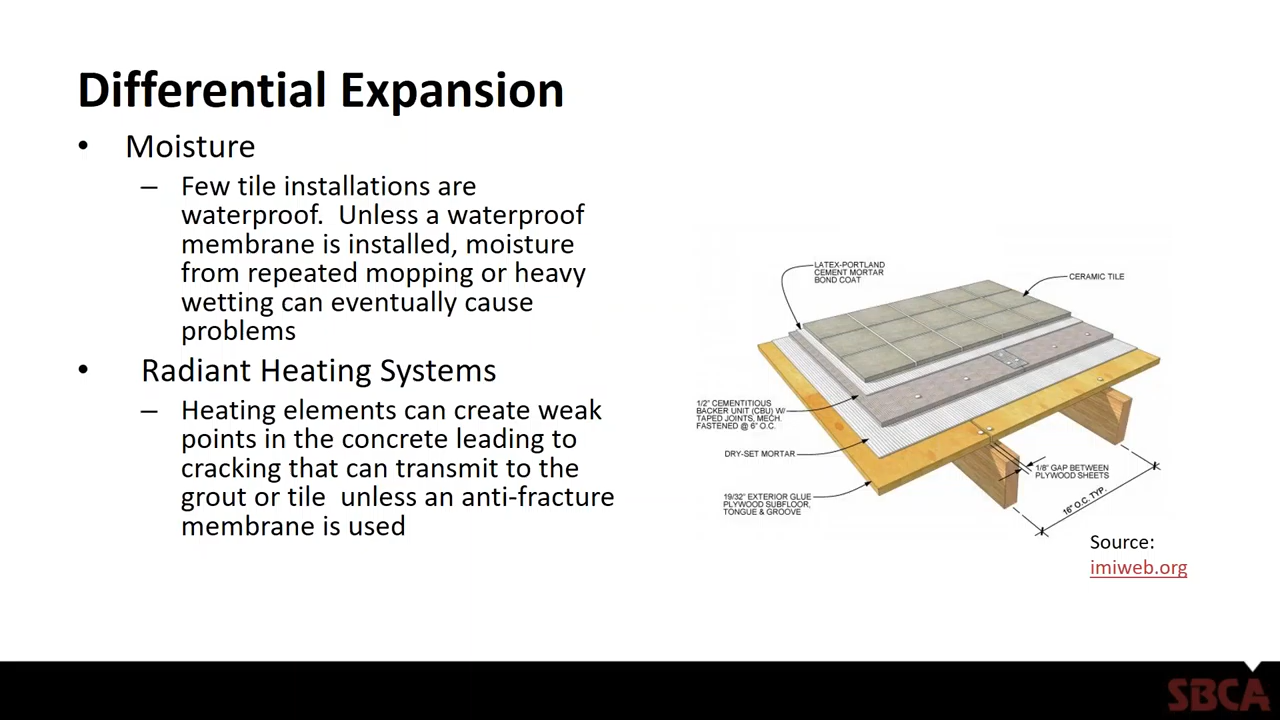 Differential Expansion
• Moisture
– Few tile installations are
waterproof.  Unless a waterproof
membrane is installed, moisture
from repeated mopping or heavy
wetting can eventually cause
problems
• Radiant Heating Systems
– Heating elements can create weak
points in the concrete leading to
cracking that can transmit to the
grout or tile  unless an anti-fracture
membrane is used
LATEX-PORTLAND
CEMENT MORTAR
BOND COAT
CERAMIC TILE
1/2" CEMENTITIOUS
BACKER UNIT (CBU) W/
TAPED JOINTS, MECH.
FASTENED @ 6" O.C.
DRY-SET MORTAR
19/32" EXTERIOR GLUE
PLYWOOD SUBFLOOR,
TONGUE & GROOVE
1/8" GAP BETWEEN
PLYWOOD SHEETS
16" O.C. TYP.
Source:
imiweb.org
SBCA